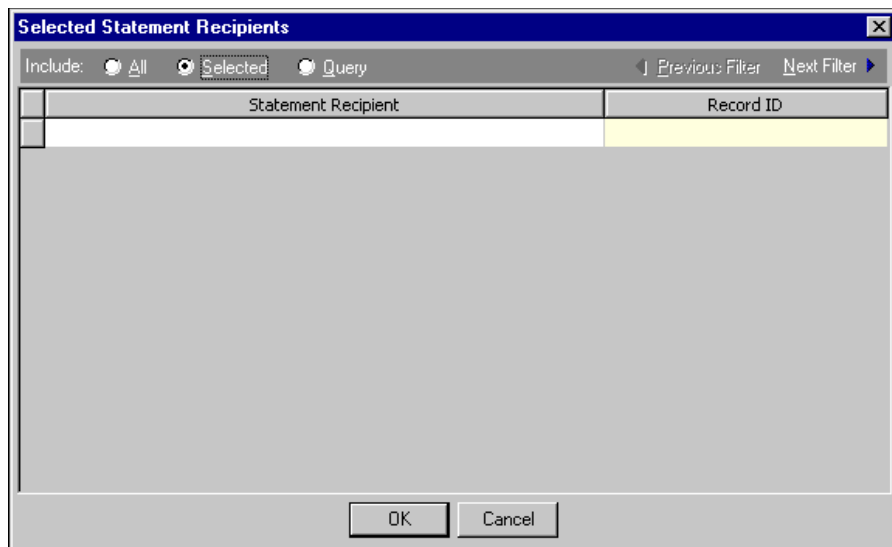 Selected Statement Recipients
Include: All Selected Query Previous Filter Next Filter
Statement Recipient Record ID
OK Cancel